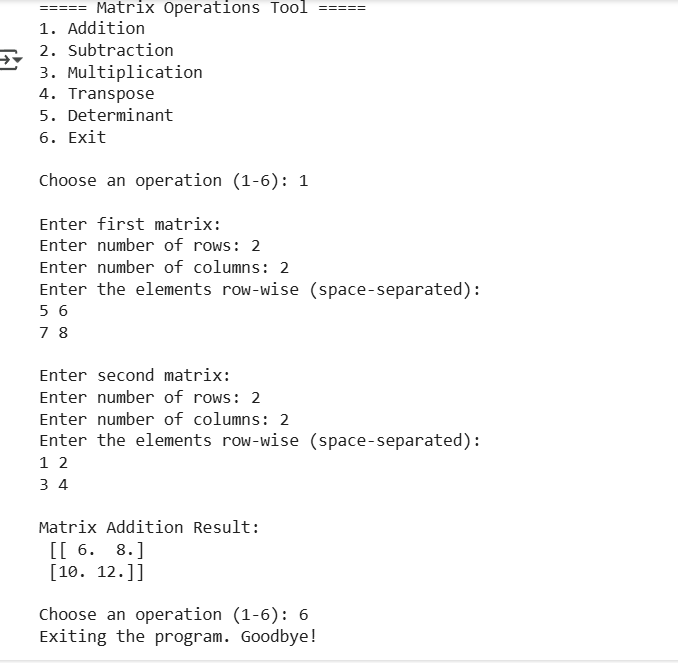 ===== Matrix Operations Tool =====
1. Addition
2. Subtraction
3. Multiplication
4. Transpose
5. Determinant
6. Exit
Choose an operation (1-6): 1
Enter first matrix:
Enter number of rows: 2
Enter number of columns: 2
Enter the elements row-wise (space-separated):
5 6
7 8
Enter second matrix:
Enter number of rows: 2
Enter number of columns: 2
Enter the elements row-wise (space-separated):
1 2
3 4
Matrix Addition Result:
[[ 6.  8.]
[10. 12.]]
Choose an operation (1-6): 6
Exiting the program. Goodbye!